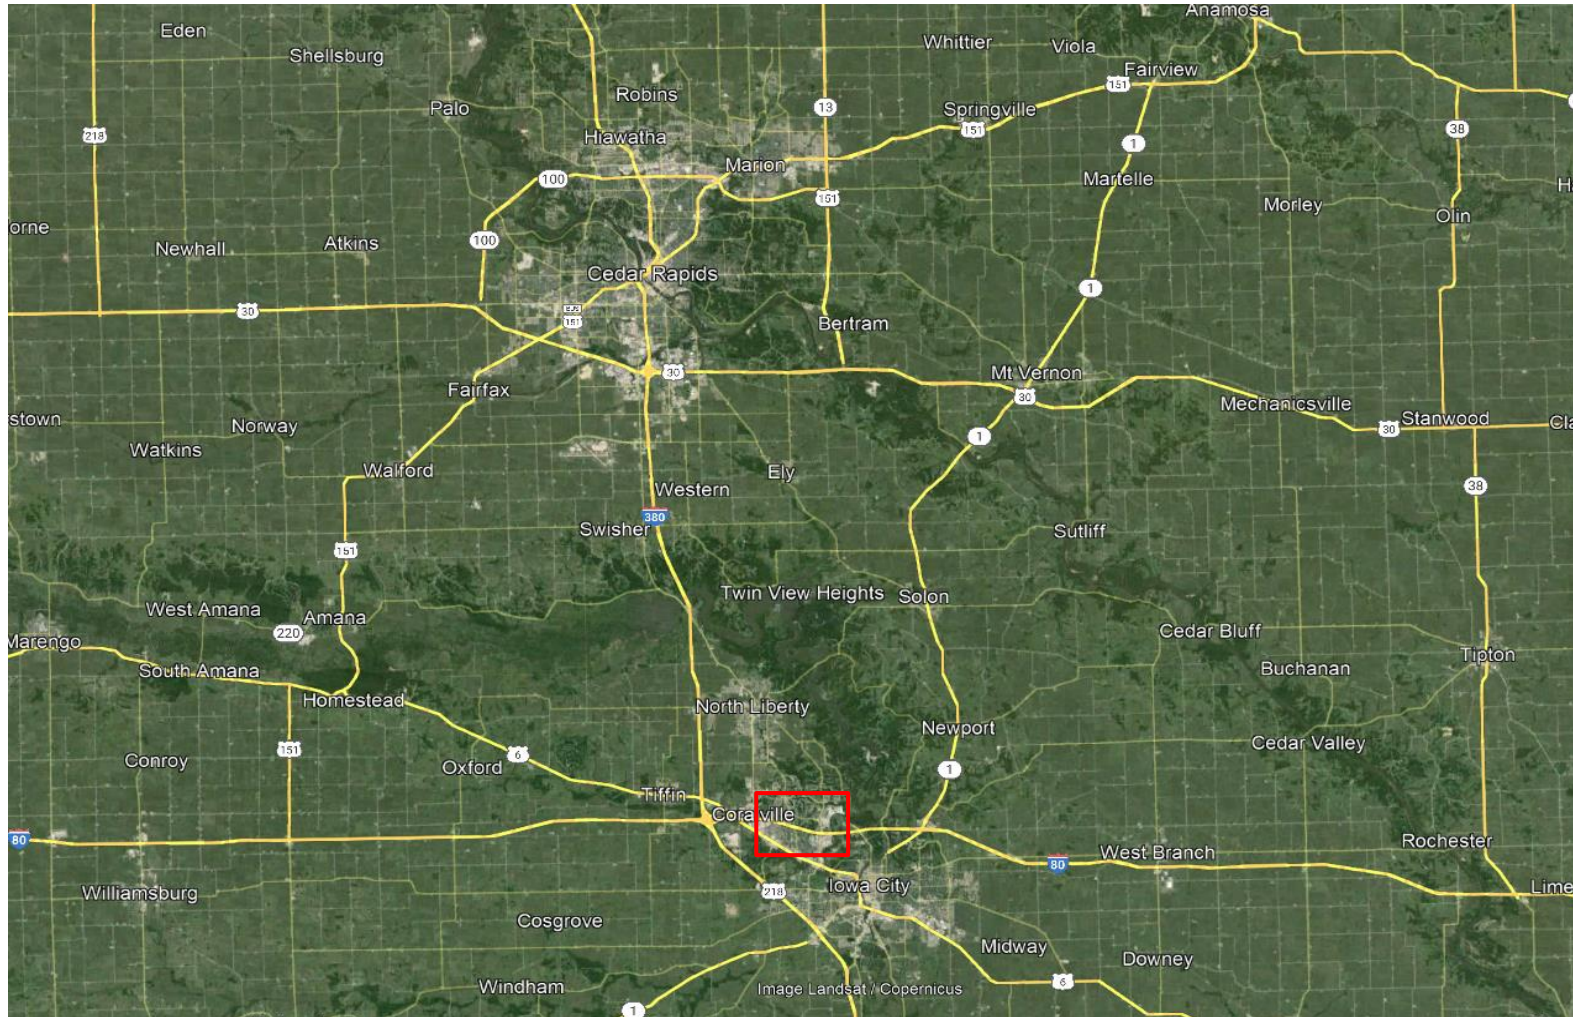 Anamosa
Eden
Whittier
Viola
Shellsburg
Fairview
151
Robins
Palo
13
Springville
151
38
218
Hiawatha
1
Marion
100
Martelle
151
Morley
Olin
orne
Newhall
Atkins
100
Cedar Rapids
1
30
151
Bertram
30
Mt Vernon
Fairfax
30
Mechanicsville
Stanwood
rstown
Norway
30
Cla
1
Watkins
Walford
Ely
Western
38
380
Swisher
Sutliff
151
Twin View Heights
Solon
West Amana
Amana
220
Cedar Bluff
Marengo
South Amana
Buchanan
Tipton
Homestead
North Liberty
Newport
151
6
Cedar Valley
Conroy
Oxford
1
Tiffin
Coralville
80
Rochester
80
West Branch
Williamsburg
218
Iowa City
Lime
Cosgrove
Midway
Downey
6
Windham
Image Landsat / Copernicus
1